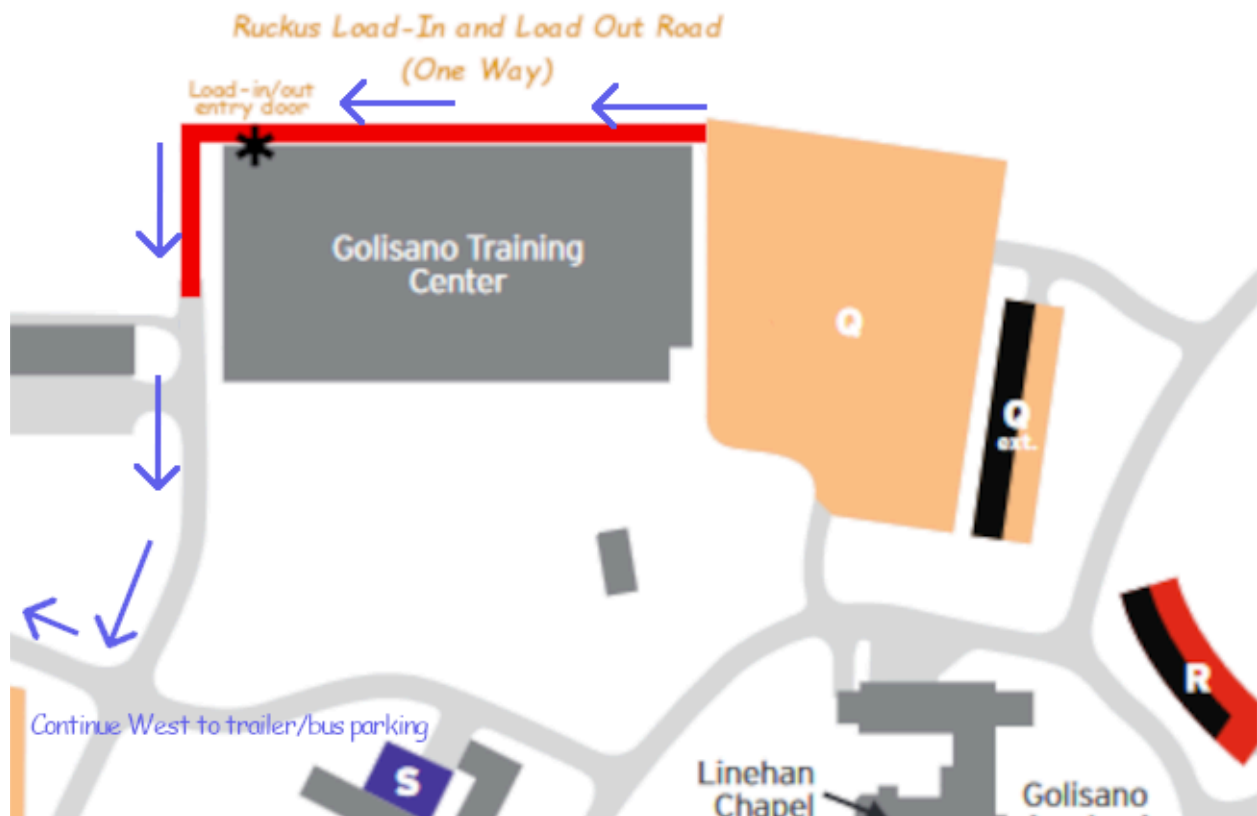 Ruckus Load-In and Load Out Road
(One Way)
Load-in/out
entry door
Golisano Training
Center
Q
Q
ext.
R
Continue West to trailer/bus parking
S
Linehan
Chapel
Golisano